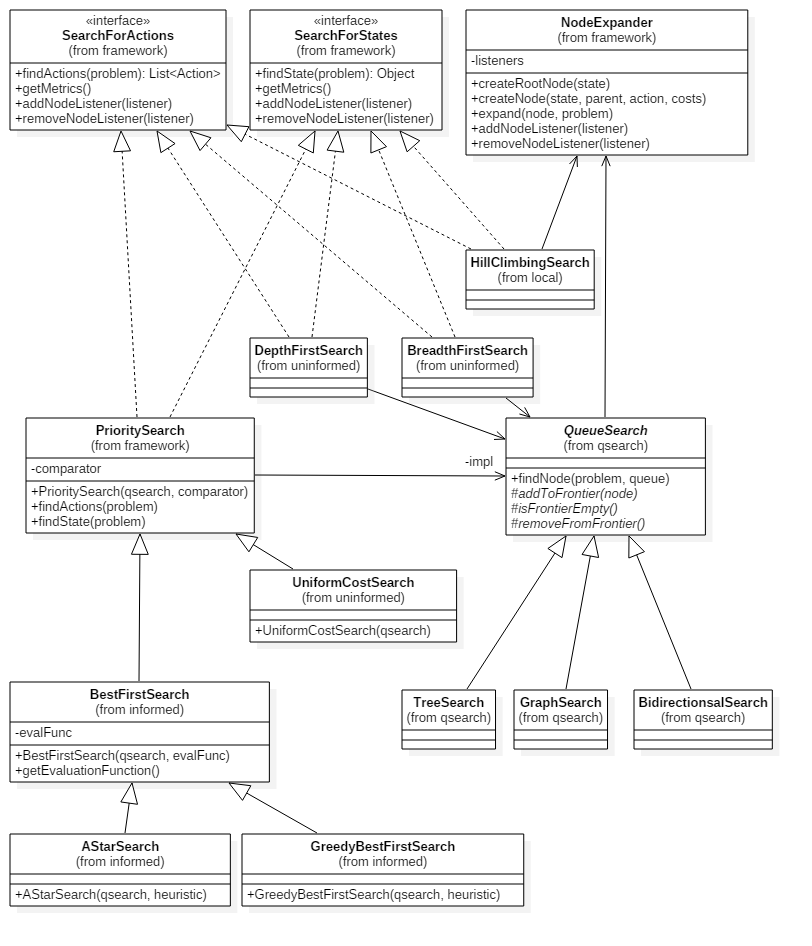 «interface»
SearchForActions
(from framework)
+findActions(problem): List<Action>
+getMetrics()
+addNodeListener(listener)
+removeNodeListener(listener)
«interface»
SearchForStates
(from framework)
+findState(problem): Object
+getMetrics()
+addNodeListener(listener)
+removeNodeListener(listener)
NodeExpander
(from framework)
-listeners
+createRootNode(state)
+createNode(state, parent, action, costs)
+expand(node, problem)
+addNodeListener(listener)
+removeNodeListener(listener)
HillClimbingSearch
(from local)
DepthFirstSearch
(from uninformed)
BreadthFirstSearch
(from uninformed)
PrioritySearch
(from framework)
-comparator
+PrioritySearch(qsearch, comparator)
+findActions(problem)
+findState(problem)
-impl
QueueSearch
(from qsearch)
+findNode(problem, queue)
#addToFrontier(node)
#isFrontierEmpty()
#removeFromFrontier()
UniformCostSearch
(from uninformed)
+UniformCostSearch(qsearch)
BestFirstSearch
(from informed)
-evalFunc
+BestFirstSearch(qsearch, evalFunc)
+getEvaluationFunction()
TreeSearch
(from qsearch)
GraphSearch
(from qsearch)
BidirectionsalSearch
(from qsearch)
AStarSearch
(from informed)
+AStarSearch(qsearch, heuristic)
GreedyBestFirstSearch
(from informed)
+GreedyBestFirstSearch(qsearch, heuristic)